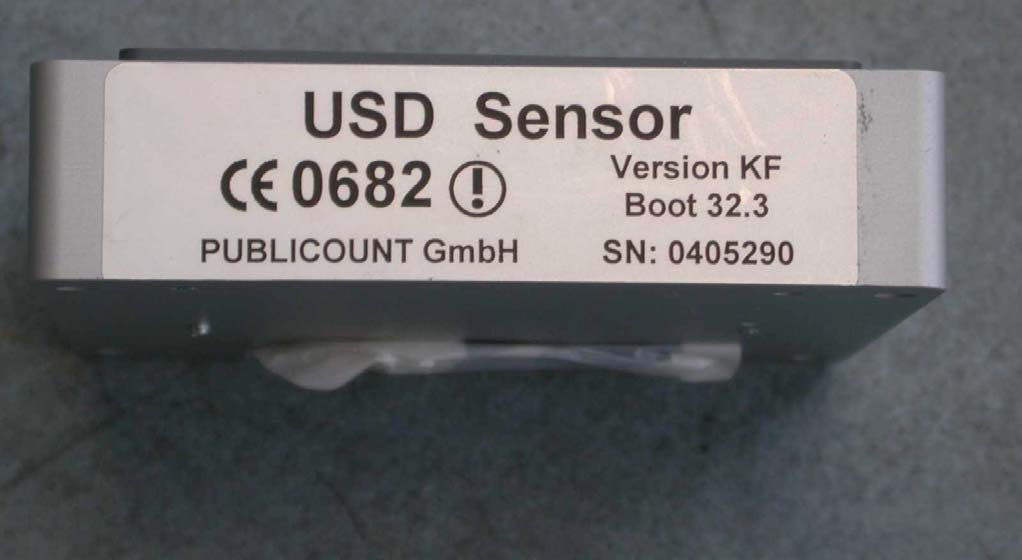 USD Sensor
CE 0682 !
Version KF
Boot 32.3
PUBLICOUNT GmbH
SN: 0405290